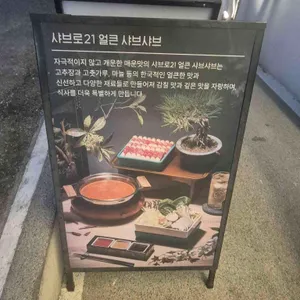 샤브로21 얼큰 샤브샤브
자극적이지 않고 개운한 매운맛의 샤브로21 얼큰 샤브샤브는
고추장과 고춧가루, 마늘 등의 한국적인 얼큰한 맛과
신선하고 다양한 재료들로 만들어져 감칠 맛과 깊은 맛을 자랑하며,
식사를 더욱 특별하게 만듭니다.